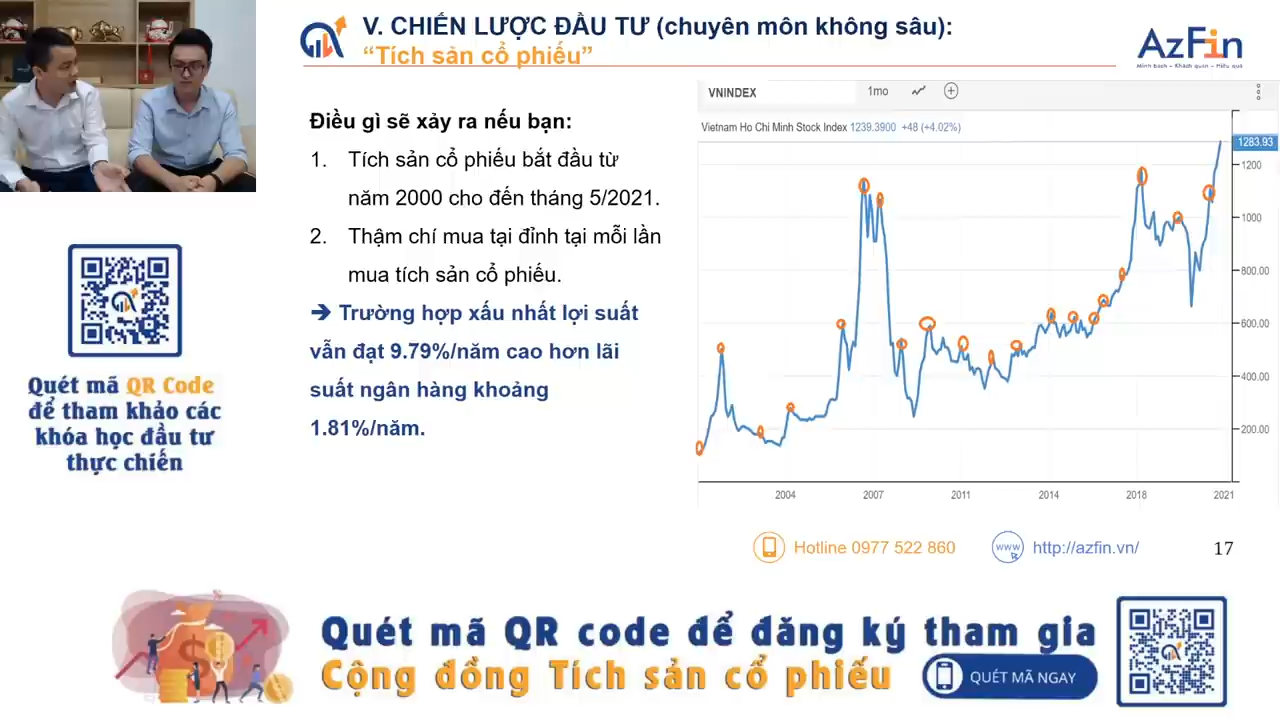 V. CHIẾN LƯỢC ĐẦU TƯ (chuyên môn không sâu):
“Tích sản cổ phiếu”
AzFin
Minh bạch – Khách quan – Hiệu quả
Điều gì sẽ xảy ra nếu bạn:
1. Tích sản cổ phiếu bắt đầu từ
năm 2000 cho đến tháng 5/2021.
2. Thậm chí mua tại đỉnh tại mỗi lần
mua tích sản cổ phiếu.
➔ Trường hợp xấu nhất lợi suất
vẫn đạt 9.79%/năm cao hơn lãi
suất ngân hàng khoảng
1.81%/năm.
VNINDEX 1mo
Vietnam Ho Chi Minh Stock Index 1239.3900 +48 (+4.02%)
1283.93
1200
1000
800.00
600.00
400.00
200.00
2004 2007 2011 2014 2018 2021
Quét mã QR Code
để tham khảo các
khóa học đầu tư
thực chiến
Hotline 0977 522 860 www http://azfin.vn/ 17
Quét mã QR code để đăng ký tham gia
Cộng đồng Tích sản cổ phiếu
QUÉT MÃ NGAY